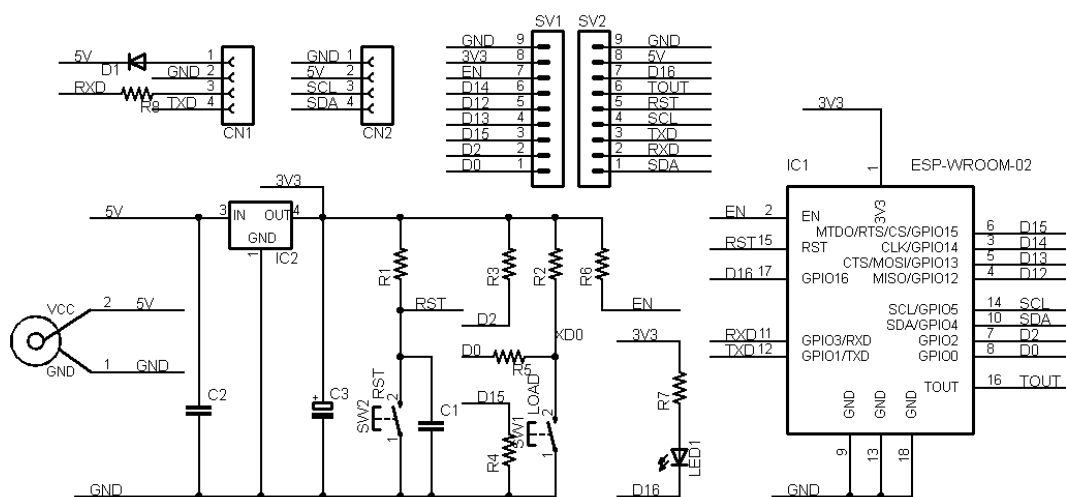 SV1
SV2
5V
D1
GND
RXD
R8
TXD
1
2
3
4
CN1
GND 1
5V 2
SCL 3
SDA 4
CN2
GND 9
3V3 8
EN 7
D14 6
D12 5
D13 4
D15 3
D2 2
D0 1
9 GND
8 5V
7 D16
6 TOUT
5 RST
4 SCL
3 TXD
2 RXD
1 SDA
3V3
IC1
ESP-WROOM-02
1
3V3
EN 2 EN
RST 15 RST
D16 17 GPIO16
RXD 11 GPIO3/RXD
TXD 12 GPIO1/TXD
MTDO/RTS/CS/GPIO15 6 D15
CLK/GPIO14 3 D14
CTS/MOSI/GPIO13 5 D13
MISO/GPIO12 4 D12
SCL/GPIO5 14 SCL
SDA/GPIO4 10 SDA
GPIO2 7 D2
GPIO0 8 D0
TOUT 16 TOUT
GND GND GND
9 13 18
GND
3V3
5V
3 IN OUT 4
GND
1
IC2
R1
R3
R2
R6
RST
D2
XD0
D0
R5
EN
3V3
VCC 2 5V
GND 1 GND
C2
+
C3
SW2
RST
2
1
C1
D15
R4
SW1
LOAD
2
1
R7
LED1
D16
GND